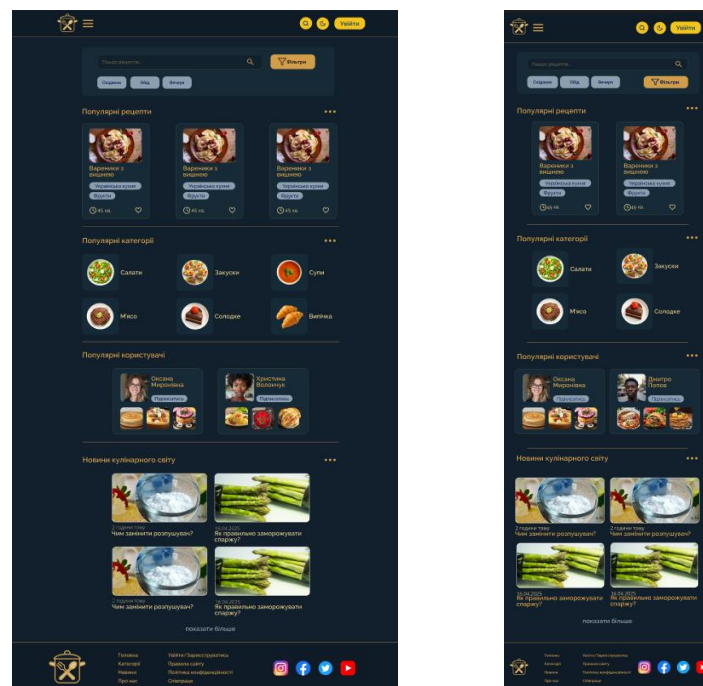 Увійти
Пошук рецептів...
Фільтри
Сніданок Обід Вечеря
Популярні рецепти
Вареники з вишнею
Вареники з вишнею
Вареники з вишнею
Українська кухня
Українська кухня
Українська кухня
Фрукти
Фрукти
Фрукти
45 хв.
45 хв.
45 хв.
Популярні категорії
Салати
Закуски
Супи
М'ясо
Солодке
Випічка
Популярні користувачі
Оксана Миронівна
Підписатись
Христина Волончук
Підписатись
Новини кулінарного світу
2 години тому
Чим замінити розпушувач?
16.04.2025
Як правильно заморожувати спаржу?
2 години тому
Чим замінити розпушувач?
16.04.2025
Як правильно заморожувати спаржу?
показати більше
Головна
Категорії
Новини
Про нас
Увійти/Зареєструватись
Правила сайту
Політика конфіденційності
Співпраця
Увійти
Пошук рецептів...
Сніданок Обід Вечеря
Фільтри
Популярні рецепти
Вареники з вишнею
Вареники з вишнею
Українська кухня
Українська кухня
Фрукти
Фрукти
45 хв.
45 хв.
Популярні категорії
Салати
Закуски
М'ясо
Солодке
Популярні користувачі
Оксана Миронівна
Підписатись
Дмитро Попов
Підписатись
Новини кулінарного світу
2 години тому
Чим замінити розпушувач?
2 години тому
Чим замінити розпушувач?
16.04.2025
Як правильно заморожувати спаржу?
16.04.2025
Як правильно заморожувати спаржу?
показати більше
Головна
Категорії
Новини
Про нас
Увійти/Зареєструватись
Правила сайту
Політика конфіденційності
Співпраця